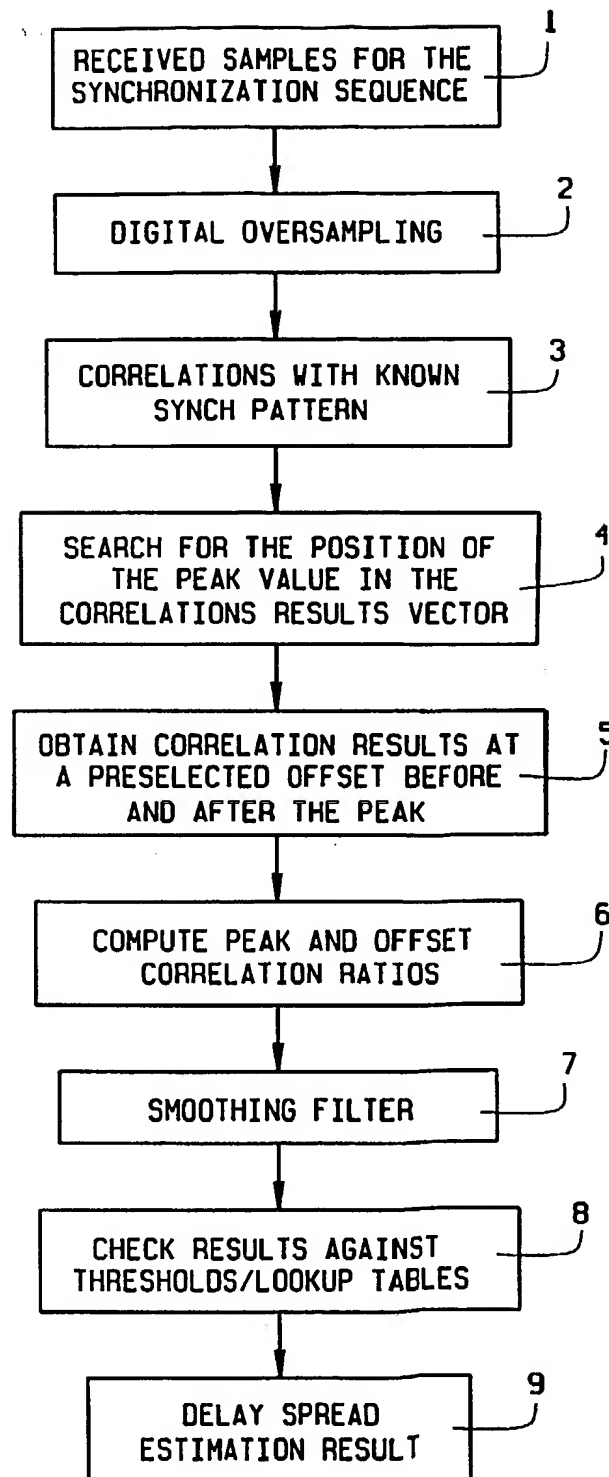 1
RECEIVED SAMPLES FOR THE
SYNCHRONIZATION SEQUENCE
2
DIGITAL OVERSAMPLING
3
CORRELATIONS WITH KNOWN
SYNCH PATTERN
4
SEARCH FOR THE POSITION OF
THE PEAK VALUE IN THE
CORRELATIONS RESULTS VECTOR
5
OBTAIN CORRELATION RESULTS AT
A PRESELECTED OFFSET BEFORE
AND AFTER THE PEAK
6
COMPUTE PEAK AND OFFSET
CORRELATION RATIOS
7
SMOOTHING FILTER
8
CHECK RESULTS AGAINST
THRESHOLDS/LOOKUP TABLES
9
DELAY SPREAD
ESTIMATION RESULT